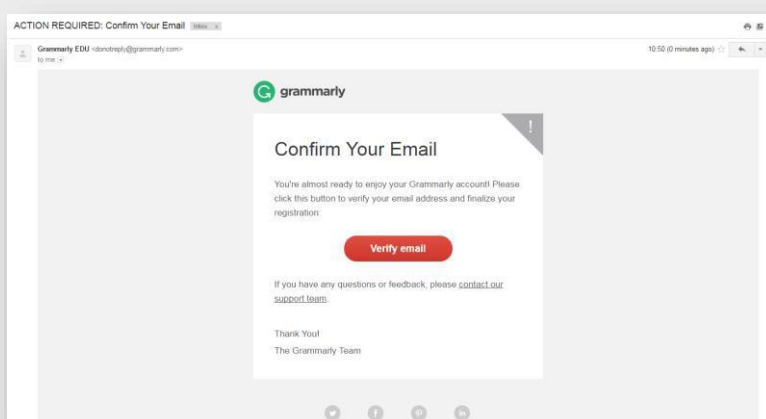 ACTION REQUIRED: Confirm Your Email Inbox x
Grammarly EDU <donotreply@grammarly.com>
10:50 (0 minutes ago)
to me
grammarly
!
Confirm Your Email
You're almost ready to enjoy your Grammarly account! Please
click this button to verify your email address and finalize your
registration:
Verify email
If you have any questions or feedback, please contact our
support team.
Thank You!
The Grammarly Team